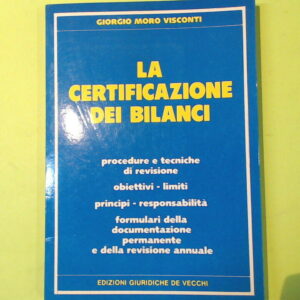 GIORGIO MORO VISCONTI
LA
CERTIFICAZIONE
DEI BILANCI
procedure e tecniche
di revisione
obiettivi - limiti
principi - responsabilità
formulari della
documentazione
permanente
e della revisione annuale
EDIZIONI GIURIDICHE DE VECCHI